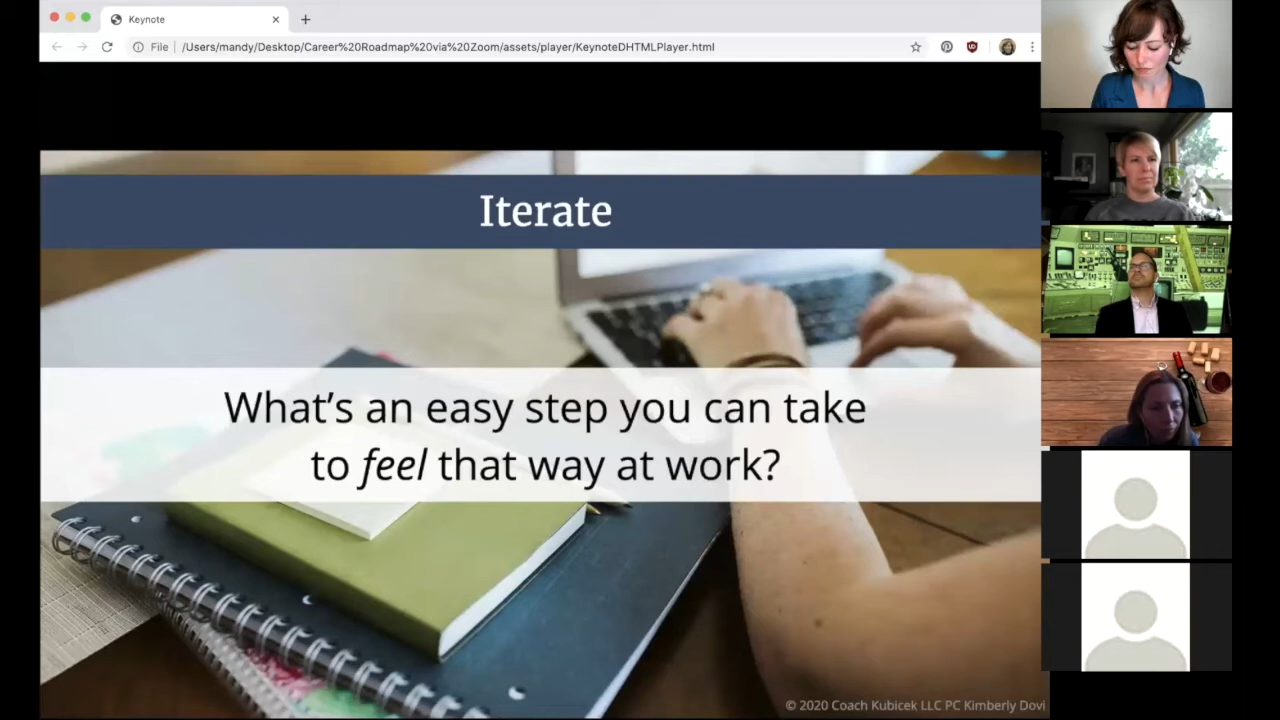 Keynote
File
/Users/mandy/Desktop/Career%20Roadmap%20via%20Zoom/assets/player/KeynoteDHTMLPlayer.html
Iterate
What's an easy step you can take
to feel that way at work?
© 2020 Coach Kubicek LLC PC Kimberly Dovi